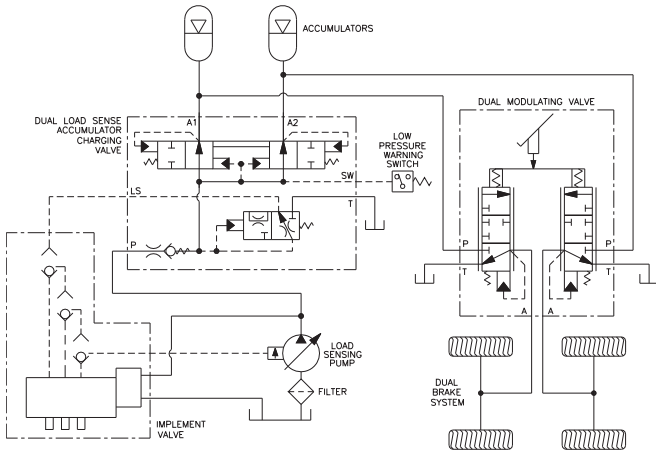 ACCUMULATORS
DUAL LOAD SENSE
ACCUMULATOR
CHARGING
VALVE
A1
A2
LOW
PRESSURE
WARNING
SWITCH
SW
LS
T
P
DUAL MODULATING VALVE
P
T
P
T
A
A
LOAD
SENSING
PUMP
FILTER
IMPLEMENT
VALVE
DUAL
BRAKE
SYSTEM